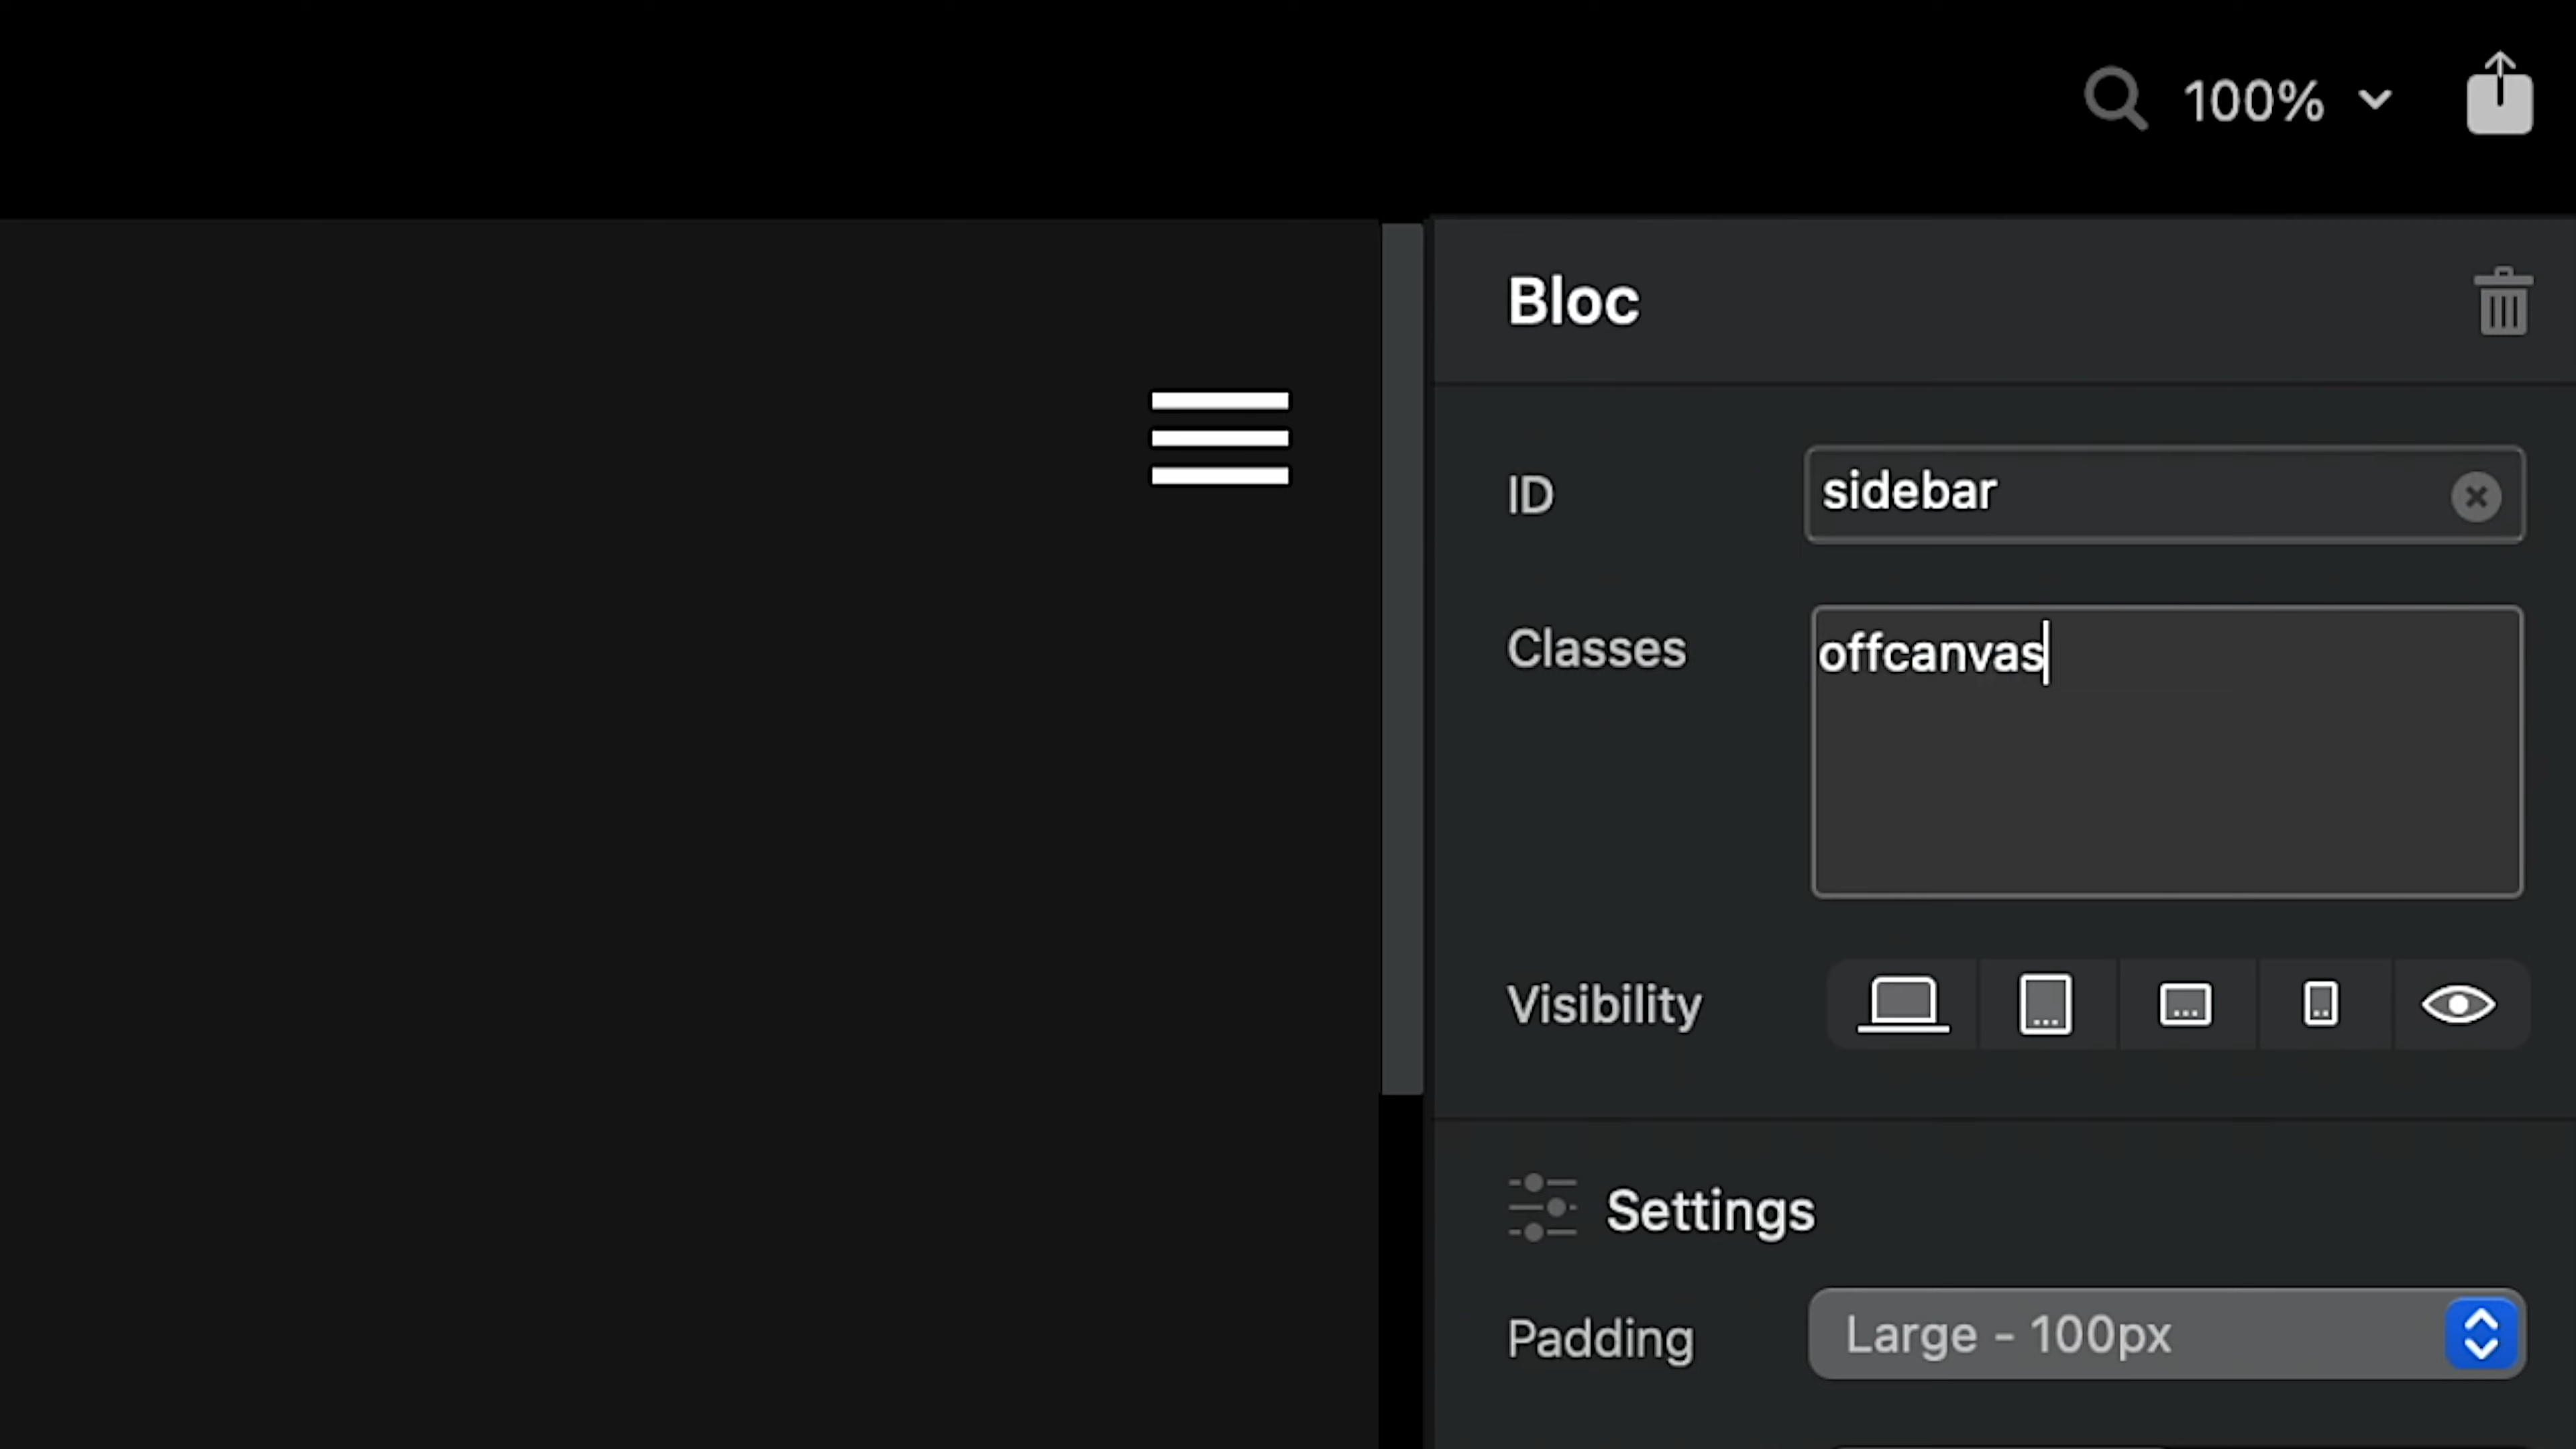 100%
Bloc
ID
sidebar
Classes
offcanvas
Visibility
Settings
Padding
Large - 100px